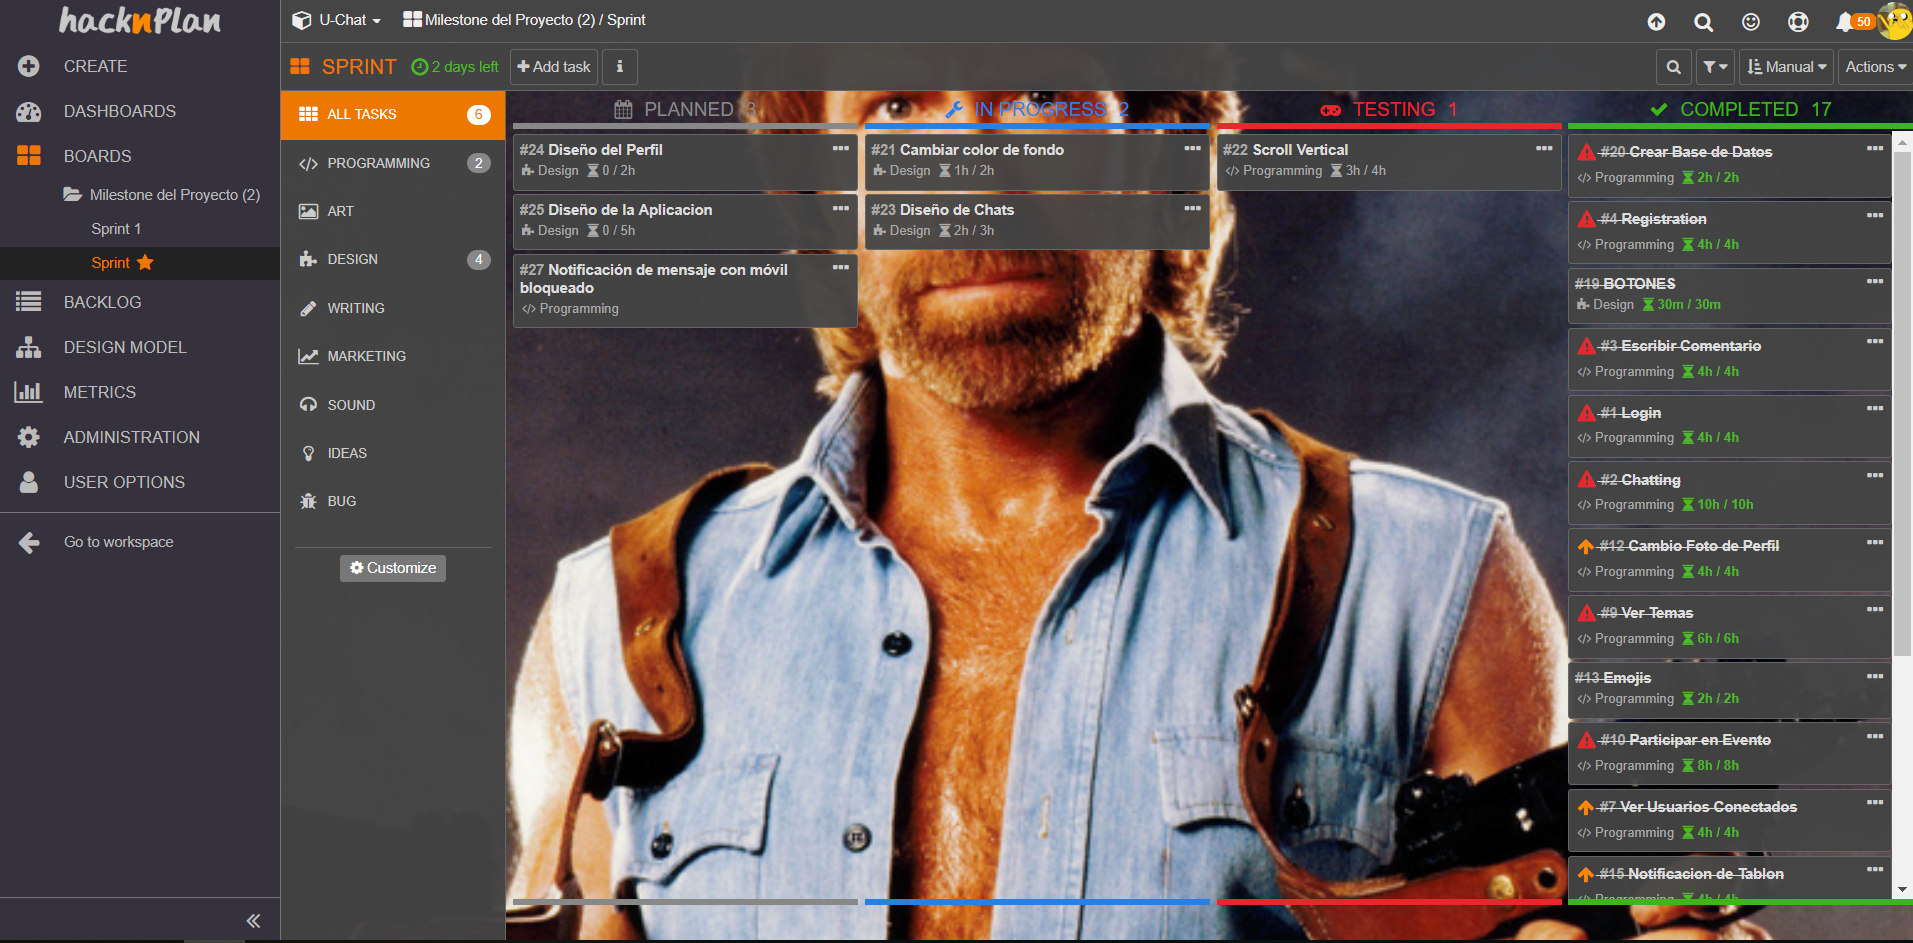 hacknPlan
CREATE
DASHBOARDS
BOARDS
Milestone del Proyecto (2)
Sprint 1
Sprint
BACKLOG
DESIGN MODEL
METRICS
ADMINISTRATION
USER OPTIONS
Go to workspace
U-Chat
Milestone del Proyecto (2) / Sprint
50
SPRINT
2 days left
Add task
Manual
Actions
ALL TASKS 6
PROGRAMMING 2
ART
DESIGN 4
WRITING
MARKETING
SOUND
IDEAS
BUG
Customize
PLANNED 3
#24 Diseño del Perfil
Design 0 / 2h
#25 Diseño de la Aplicacion
Design 0 / 5h
#27 Notificación de mensaje con móvil
bloqueado
Programming
IN PROGRESS 2
#21 Cambiar color de fondo
Design 1h / 2h
#23 Diseño de Chats
Design 2h / 3h
TESTING 1
#22 Scroll Vertical
Programming 3h / 4h
COMPLETED 17
#20 Crear Base de Datos
Programming 2h / 2h
#4 Registration
Programming 4h / 4h
#19 BOTONES
Design 30m / 30m
#3 Escribir Comentario
Programming 4h / 4h
#1 Login
Programming 4h / 4h
#2 Chatting
Programming 10h / 10h
#12 Cambio Foto de Perfil
Programming 4h / 4h
#9 Ver Temas
Programming 6h / 6h
#13 Emojis
Programming 2h / 2h
#10 Participar en Evento
Programming 8h / 8h
#7 Ver Usuarios Conectados
Programming 4h / 4h
#15 Notificacion de Tablon
Programming 4h / 4h